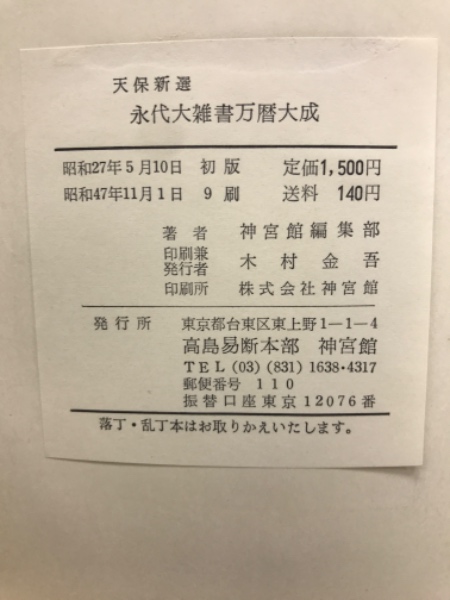 天保新選
永代大雑書万暦大成
昭和27年5月10日 初版 定価1,500円
昭和47年11月1日 9刷 送料 140円
著者 神宮館編集部
印刷兼発行者 木村金吾
印刷所 株式会社神宮館
発行所 東京都台東区東上野1−1−4
高島易断本部 神宮館
TEL(03)(831)1638・4317
郵便番号 110
振替口座東京12076番
落丁・乱丁本はお取りかえいたします。